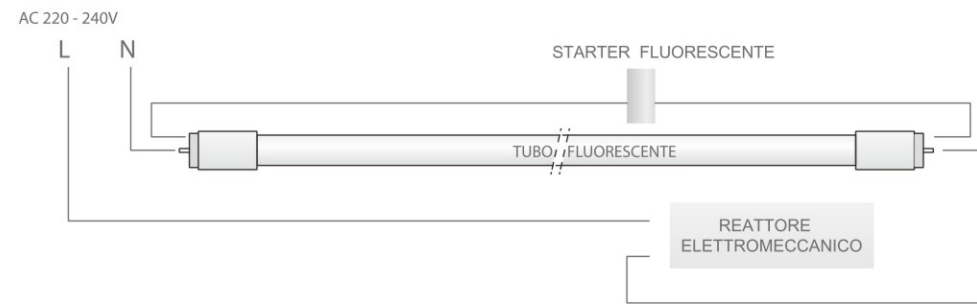 AC 220 - 240V
L N
STARTER FLUORESCENTE
TUBO FLUORESCENTE
REATTORE
ELETTROMECCANICO